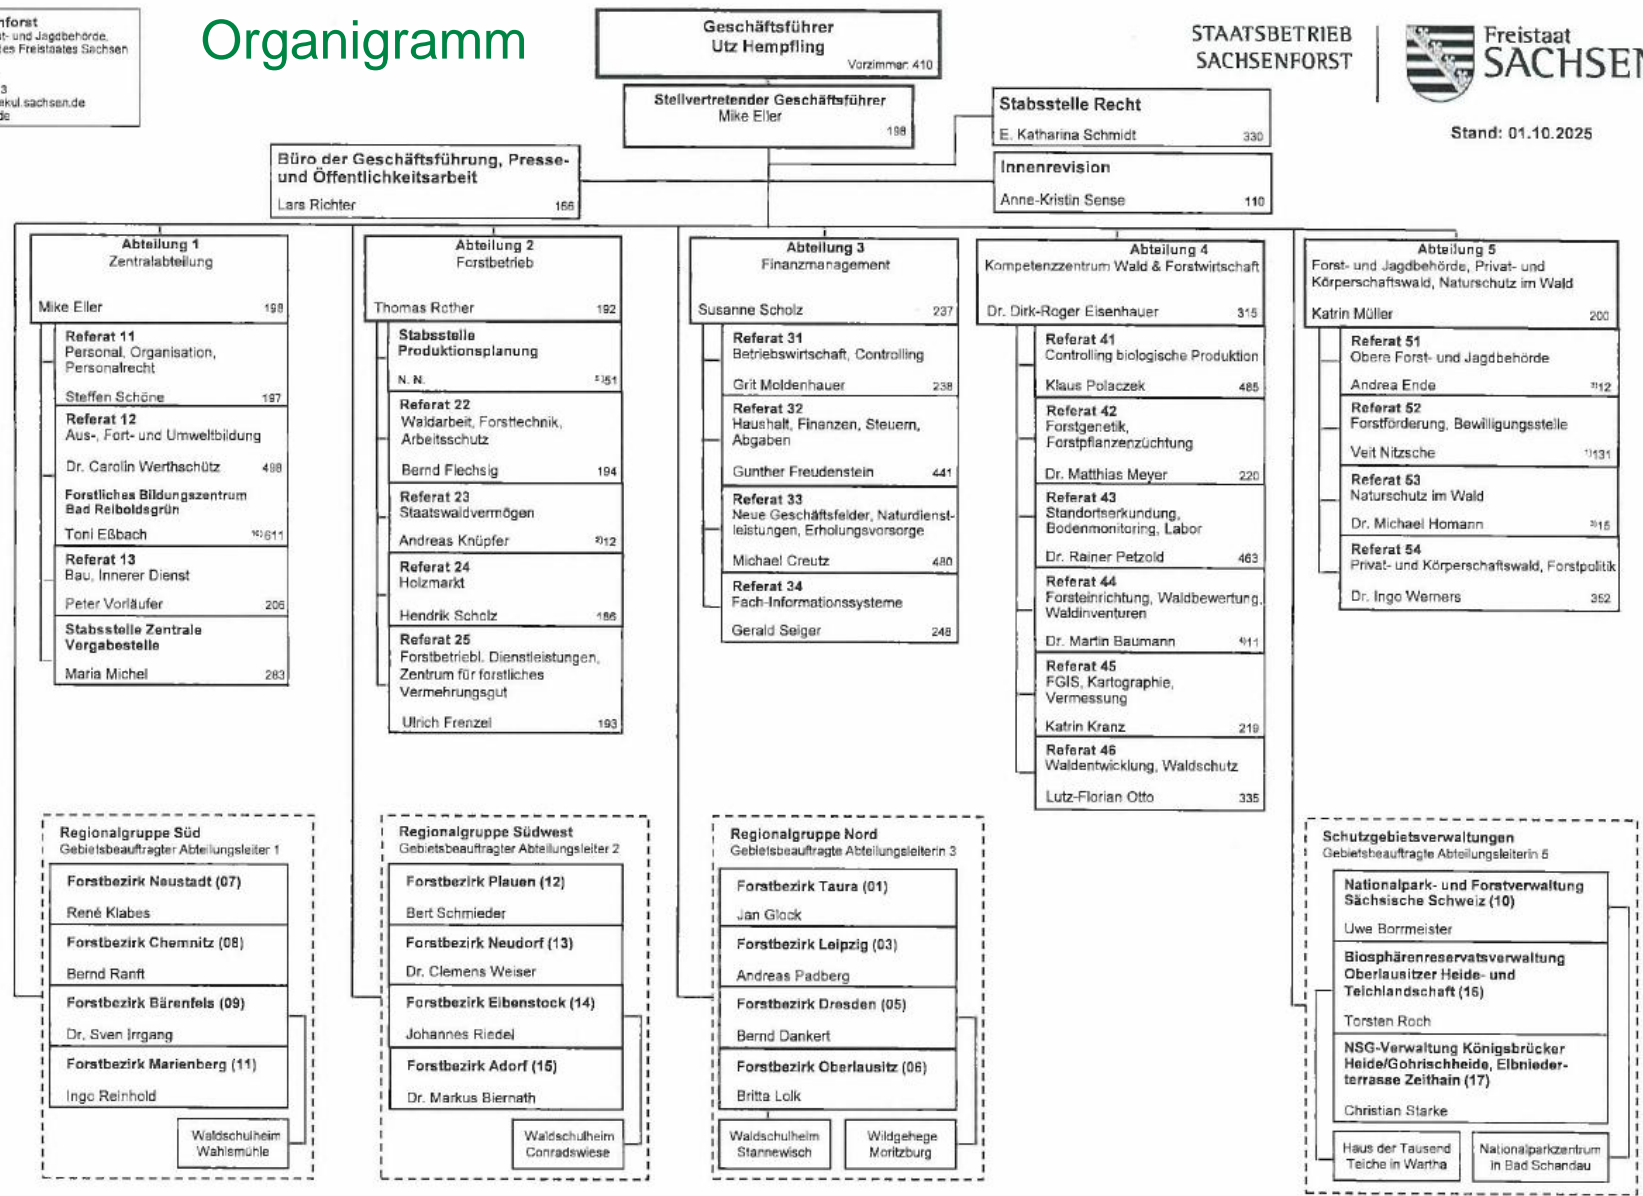 nforst
t- und Jagdbehörde,
des Freistaates Sachsen
3
ekul.sachsen.de
de
Organigramm
Geschäftsführer
Utz Hempfling
Vorzimmer: 410
STAATSBETRIEB
SACHSENFORST
Freistaat
SACHSEN
Stand: 01.10.2025
Stellvertretender Geschäftsführer
Mike Eller
198
Stabsstelle Recht
E. Katharina Schmidt 330
Büro der Geschäftsführung, Presse-
und Öffentlichkeitsarbeit
Lars Richter 166
Innenrevision
Anne-Kristin Sense 110
Abteilung 1
Zentralabteilung
Mike Eller 198
Referat 11
Personal, Organisation,
Personalrecht
Steffen Schöne 197
Referat 12
Aus-, Fort- und Umweltbildung
Dr. Carolin Werthschütz 498
Forstliches Bildungszentrum
Bad Reiboldsgrün
Toni Eßbach 611
Referat 13
Bau, Innerer Dienst
Peter Vorläufer 206
Stabsstelle Zentrale
Vergabestelle
Maria Michel 283
Abteilung 2
Forstbetrieb
Thomas Rother 192
Stabsstelle
Produktionsplanung
N. N. 51
Referat 22
Waldarbeit, Forsttechnik,
Arbeitsschutz
Bernd Flechsig 194
Referat 23
Staatswaldvermögen
Andreas Knüpfer 12
Referat 24
Holzmarkt
Hendrik Scholz 186
Referat 25
Forstbetriebl. Dienstleistungen,
Zentrum für forstliches
Vermehrungsgut
Ulrich Frenzel 193
Abteilung 3
Finanzmanagement
Susanne Scholz 237
Referat 31
Betriebswirtschaft, Controlling
Grit Moldenhauer 238
Referat 32
Haushalt, Finanzen, Steuern,
Abgaben
Gunther Freudenstein 441
Referat 33
Neue Geschäftsfelder, Naturdienst-
leistungen, Erholungsvorsorge
Michael Creutz 480
Referat 34
Fach-Informationssysteme
Gerald Seiger 248
Abteilung 4
Kompetenzzentrum Wald & Forstwirtschaft
Dr. Dirk-Roger Eisenhauer 315
Referat 41
Controlling biologische Produktion
Klaus Polaczek 485
Referat 42
Forstgenetik,
Forstpflanzenzüchtung
Dr. Matthias Meyer 220
Referat 43
Standortserkundung,
Bodenmonitoring, Labor
Dr. Rainer Petzold 463
Referat 44
Forsteinrichtung, Waldbewertung,
Waldinventuren
Dr. Martin Baumann 11
Referat 45
FGIS, Kartographie,
Vermessung
Katrin Kranz 219
Referat 46
Waldentwicklung, Waldschutz
Lutz-Florian Otto 335
Abteilung 5
Forst- und Jagdbehörde, Privat- und
Körperschaftswald, Naturschutz im Wald
Katrin Müller 200
Referat 51
Obere Forst- und Jagdbehörde
Andrea Ende 12
Referat 52
Forstförderung, Bewilligungsstelle
Veit Nitzsche 131
Referat 53
Naturschutz im Wald
Dr. Michael Homann 15
Referat 54
Privat- und Körperschaftswald, Forstpolitik
Dr. Ingo Werners 352
Regionalgruppe Süd
Gebietsbeauftragter Abteilungsleiter 1
Forstbezirk Neustadt (07)
René Klabes
Forstbezirk Chemnitz (08)
Bernd Ranft
Forstbezirk Bärenfels (09)
Dr. Sven Irrgang
Forstbezirk Marienberg (11)
Ingo Reinhold
Waldschulheim
Wahlsmühle
Regionalgruppe Südwest
Gebietsbeauftragter Abteilungsleiter 2
Forstbezirk Plauen (12)
Bert Schmieder
Forstbezirk Neudorf (13)
Dr. Clemens Weiser
Forstbezirk Eibenstock (14)
Johannes Riedel
Forstbezirk Adorf (15)
Dr. Markus Biernath
Waldschulheim
Conradswiese
Regionalgruppe Nord
Gebietsbeauftragte Abteilungsleiterin 3
Forstbezirk Taura (01)
Jan Glock
Forstbezirk Leipzig (03)
Andreas Padberg
Forstbezirk Dresden (05)
Bernd Dankert
Forstbezirk Oberlausitz (06)
Britta Lolk
Waldschulheim
Stannewisch
Wildgehege
Moritzburg
Schutzgebietsverwaltungen
Gebietsbeauftragte Abteilungsleiterin 5
Nationalpark- und Forstverwaltung
Sächsische Schweiz (10)
Uwe Borrmeister
Biosphärenreservatsverwaltung
Oberlausitzer Heide- und
Teichlandschaft (16)
Torsten Roch
NSG-Verwaltung Königsbrücker
Heide/Gohrischheide, Elbnieder-
terrasse Zeithain (17)
Christian Starke
Haus der Tausend
Teiche in Wartha
Nationalparkzentrum
in Bad Schandau